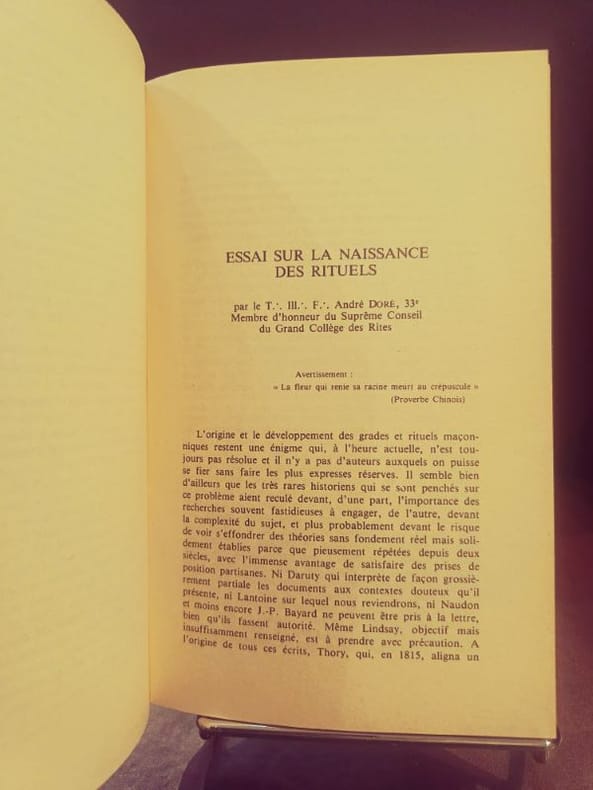 ESSAI SUR LA NAISSANCE
DES RITUELS
par le T.·. Ill.·. F.·. André DORÉ, 33e
Membre d'honneur du Suprême Conseil
du Grand Collège des Rites
Avertissement :
« La fleur qui renie sa racine meurt au crépuscule »
(Proverbe Chinois)
L'origine et le développement des grades et rituels maçon-
niques restent une énigme qui, à l'heure actuelle, n'est tou-
jours pas résolue et il n'y a pas d'auteurs auxquels on puisse
se fier sans faire les plus expresses réserves. Il semble bien
d'ailleurs que les très rares historiens qui se sont penchés sur
ce problème aient reculé devant, d'une part, l'importance des
recherches souvent fastidieuses à engager, de l'autre, devant
la complexité du sujet, et plus probablement devant le risque
de voir s'effondrer des théories sans fondement réel mais soli-
dement établies parce que pieusement répétées depuis deux
siècles, avec l'immense avantage de satisfaire des prises de
position partisanes. Ni Daruty qui interprète de façon grossiè-
rement partiale les documents aux contextes douteux qu'il
présente, ni Lantoine sur lequel nous reviendrons, ni Naudon
et moins encore J.-P. Bayard ne peuvent être pris à la lettre,
bien qu'ils fassent autorité. Même Lindsay, objectif mais
insuffisamment renseigné, est à prendre avec précaution. A
l'origine de tous ces écrits, Thory, qui, en 1815, aligna un